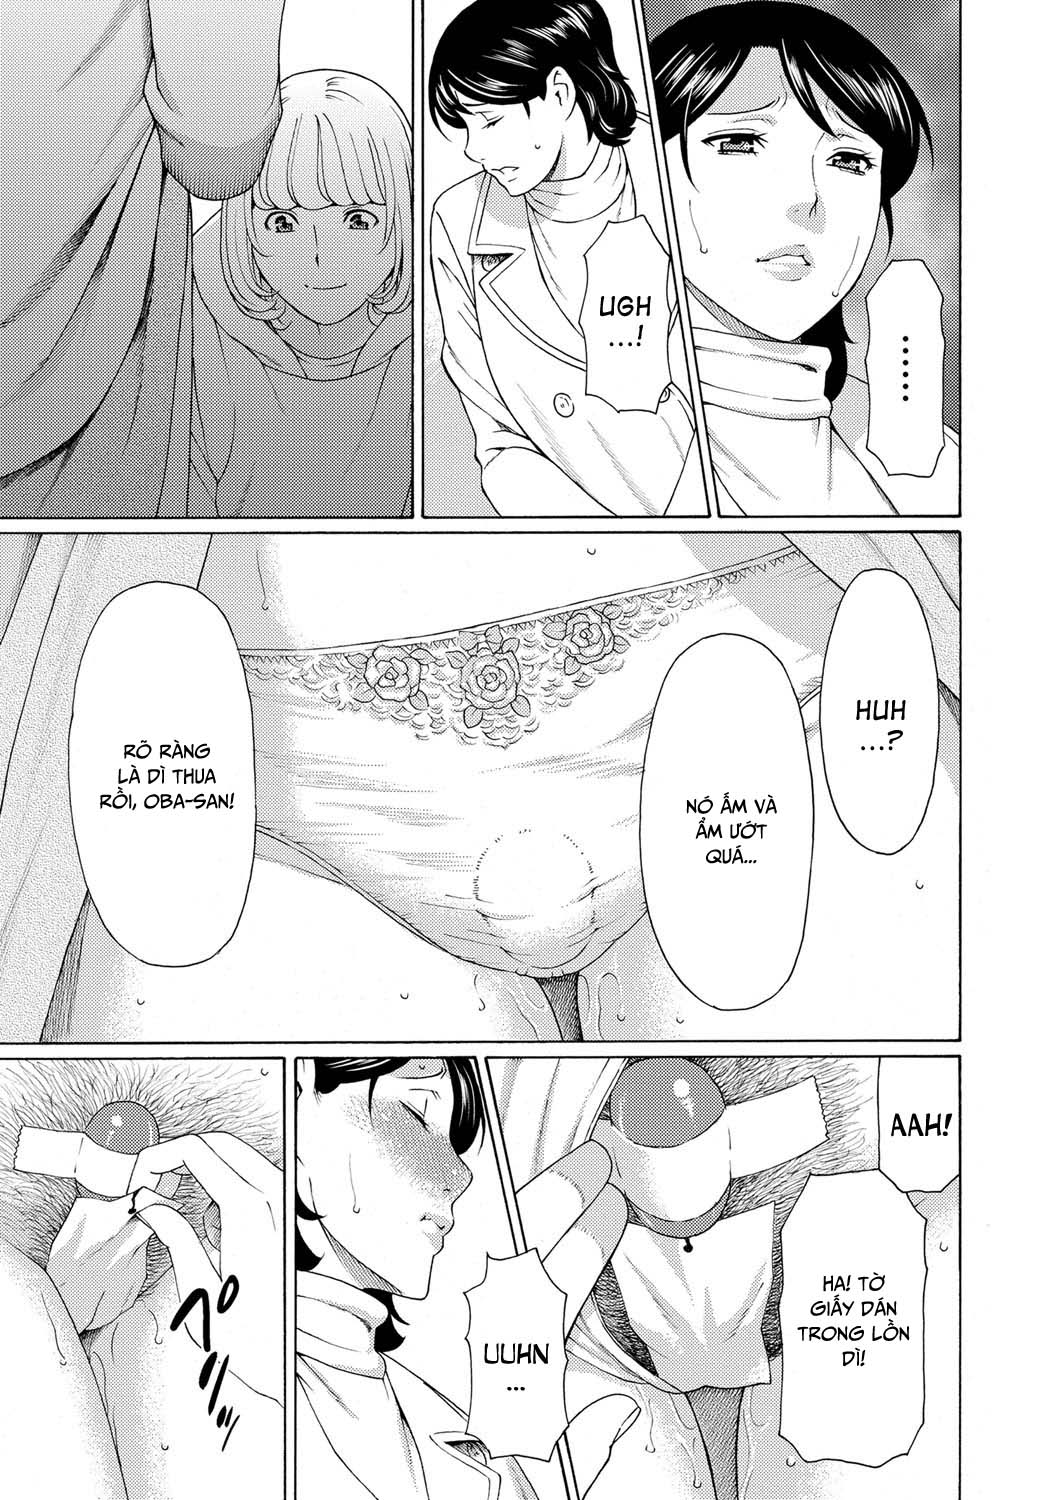 ......
UGH
...!
HUH
...?
NÓ ẤM VÀ
ẨM ƯỚT
QUÁ...
RÕ RÀNG
LÀ DÌ THUA
RỒI, OBA-SAN!
AAH!
HA! TỜ
GIẤY DÁN
TRONG LỒN
DÌ!
UUHN
...